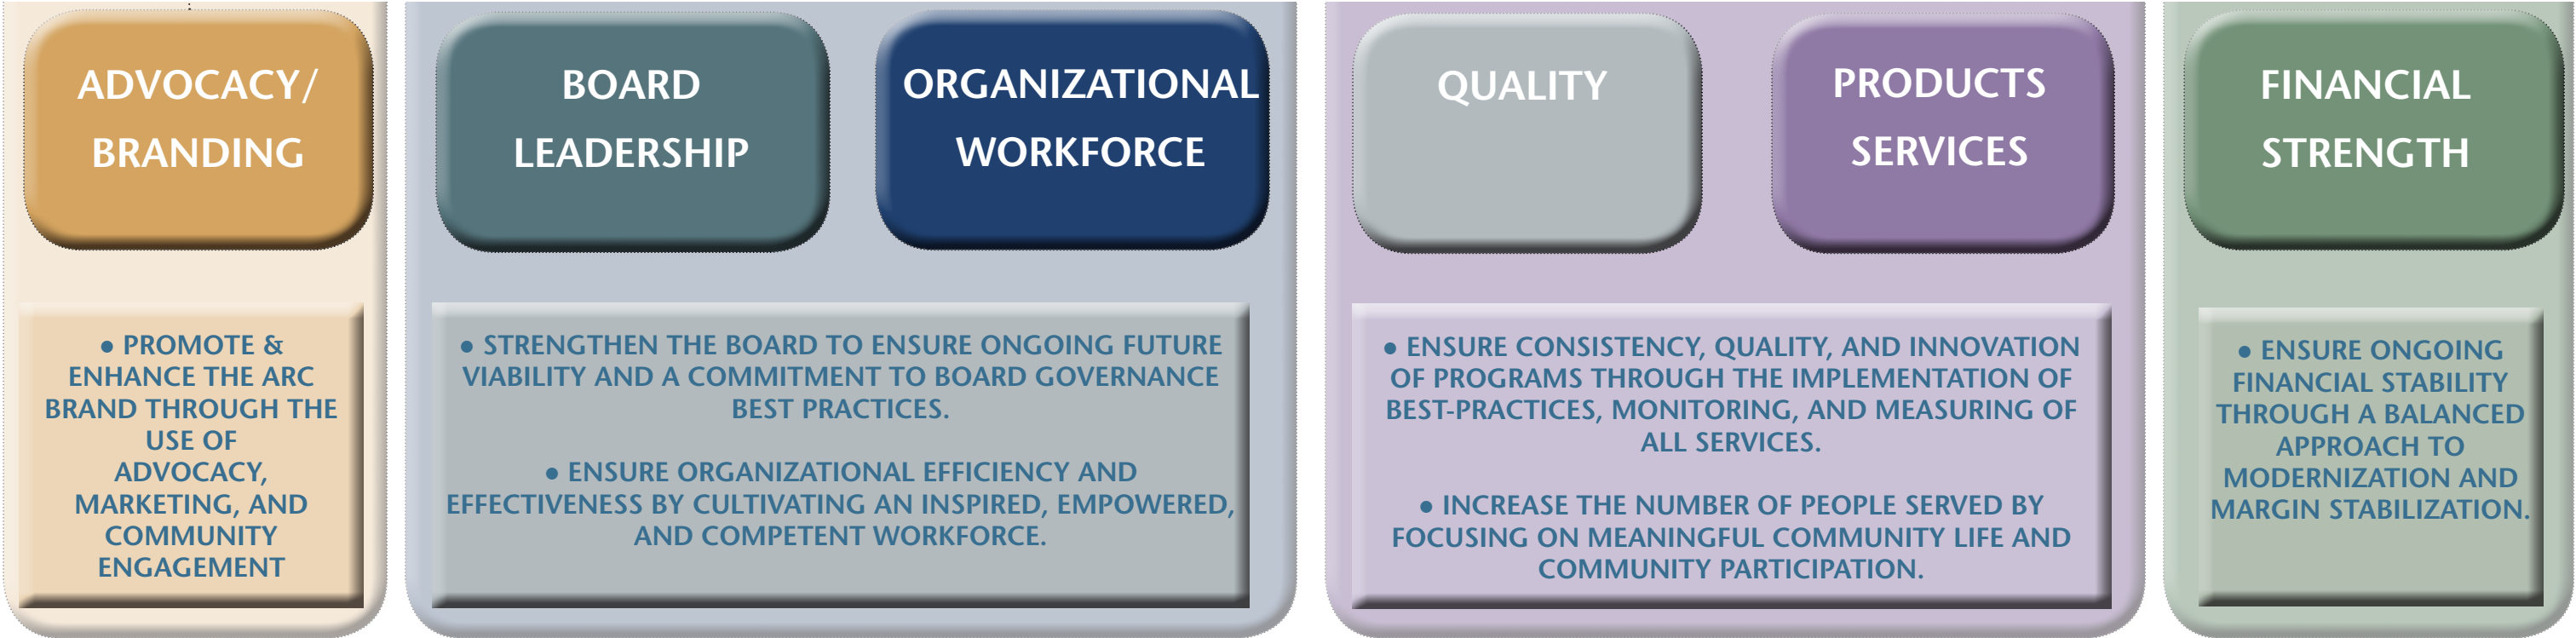 ADVOCACY/
BRANDING
BOARD
LEADERSHIP
ORGANIZATIONAL
WORKFORCE
QUALITY
PRODUCTS
SERVICES
FINANCIAL
STRENGTH
● PROMOTE &
ENHANCE THE ARC
BRAND THROUGH THE
USE OF
ADVOCACY,
MARKETING, AND
COMMUNITY
ENGAGEMENT
● STRENGTHEN THE BOARD TO ENSURE ONGOING FUTURE
VIABILITY AND A COMMITMENT TO BOARD GOVERNANCE
BEST PRACTICES.
● ENSURE ORGANIZATIONAL EFFICIENCY AND
EFFECTIVENESS BY CULTIVATING AN INSPIRED, EMPOWERED,
AND COMPETENT WORKFORCE.
● ENSURE CONSISTENCY, QUALITY, AND INNOVATION
OF PROGRAMS THROUGH THE IMPLEMENTATION OF
BEST-PRACTICES, MONITORING, AND MEASURING OF
ALL SERVICES.
● INCREASE THE NUMBER OF PEOPLE SERVED BY
FOCUSING ON MEANINGFUL COMMUNITY LIFE AND
COMMUNITY PARTICIPATION.
● ENSURE ONGOING
FINANCIAL STABILITY
THROUGH A BALANCED
APPROACH TO
MODERNIZATION AND
MARGIN STABILIZATION.